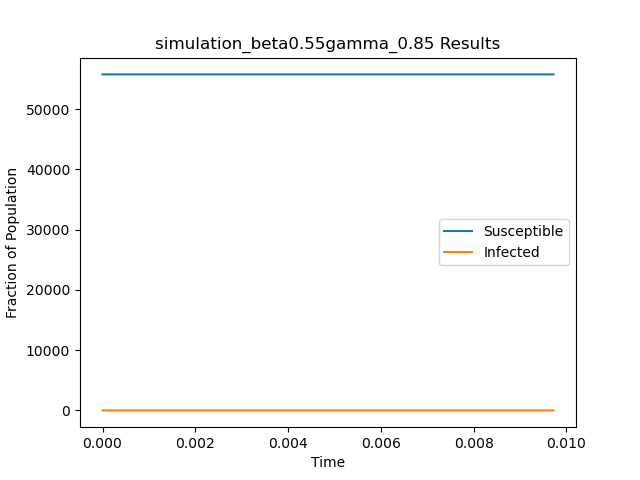 simulation_beta0.55gamma_0.85 Results
Fraction of Population
50000
40000
30000
20000
10000
0
Susceptible
Infected
0.000 0.002 0.004 0.006 0.008 0.010
Time